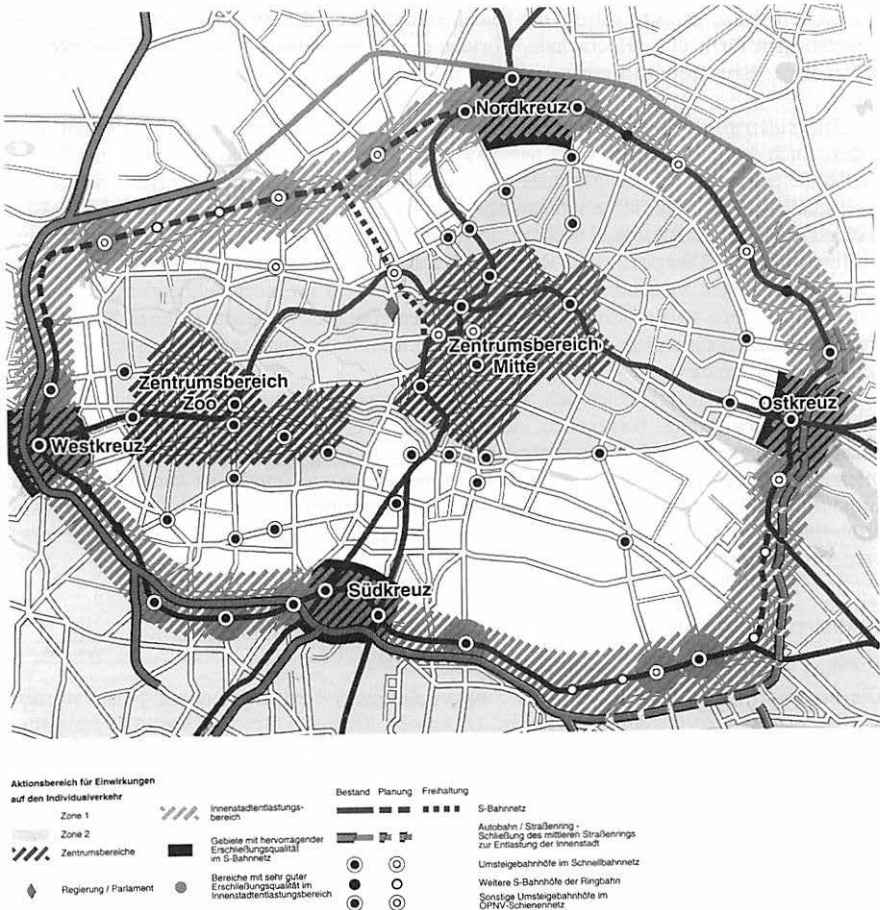 Nordkreuz
Zentrumsbereich
Mitte
Zentrumsbereich
Zoo
Ostkreuz
Westkreuz
Südkreuz
Aktionsbereich für Einwirkungen
auf den Individualverkehr
Zone 1
Zone 2
Zentrumsbereiche
Regierung / Parlament
Innenstadtentlastungs-
bereich
Gebiete mit hervorragender
Erschließungsqualität
im S-Bahnnetz
Bereiche mit sehr guter
Erschließungsqualität im
Innenstadtentlastungsbereich
Bestand Planung Freihaltung
S-Bahnnetz
Autobahn / Straßenring -
Schließung des mittleren Straßenrings
zur Entlastung der Innenstadt
Umsteigebahnhöfe im Schnellbahnnetz
Weitere S-Bahnhöfe der Ringbahn
Sonstige Umsteigebahnhöfe im
ÖPNV-Schienennetz